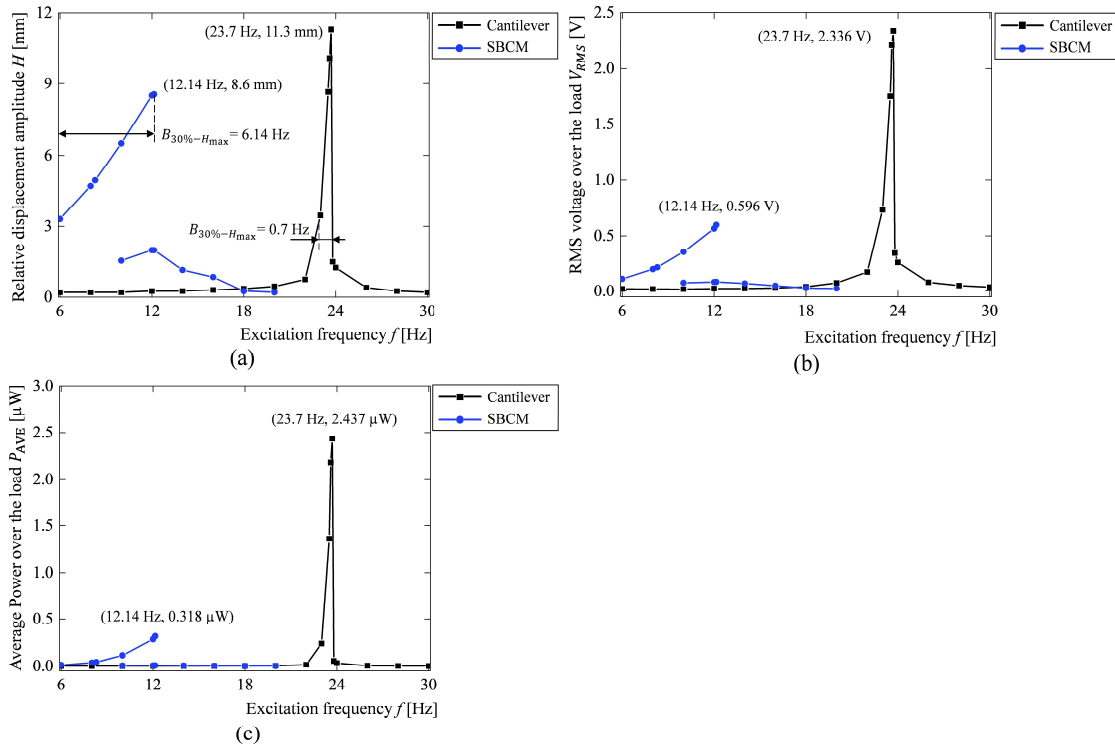 Relative displacement amplitude H [mm]
12
9
6
3
0
6
12
18
24
30
(23.7 Hz, 11.3 mm)
(12.14 Hz, 8.6 mm)
B30%−Hmax = 6.14 Hz
B30%−Hmax = 0.7 Hz
Cantilever
SBCM
Excitation frequency f [Hz]
(a)
RMS voltage over the load VRMS [V]
2.5
2.0
1.5
1.0
0.5
0.0
6
12
18
24
30
(23.7 Hz, 2.336 V)
(12.14 Hz, 0.596 V)
Cantilever
SBCM
Excitation frequency f [Hz]
(b)
Average Power over the load PAVE [µW]
3.0
2.5
2.0
1.5
1.0
0.5
0.0
6
12
18
24
30
(23.7 Hz, 2.437 µW)
(12.14 Hz, 0.318 µW)
Cantilever
SBCM
Excitation frequency f [Hz]
(c)